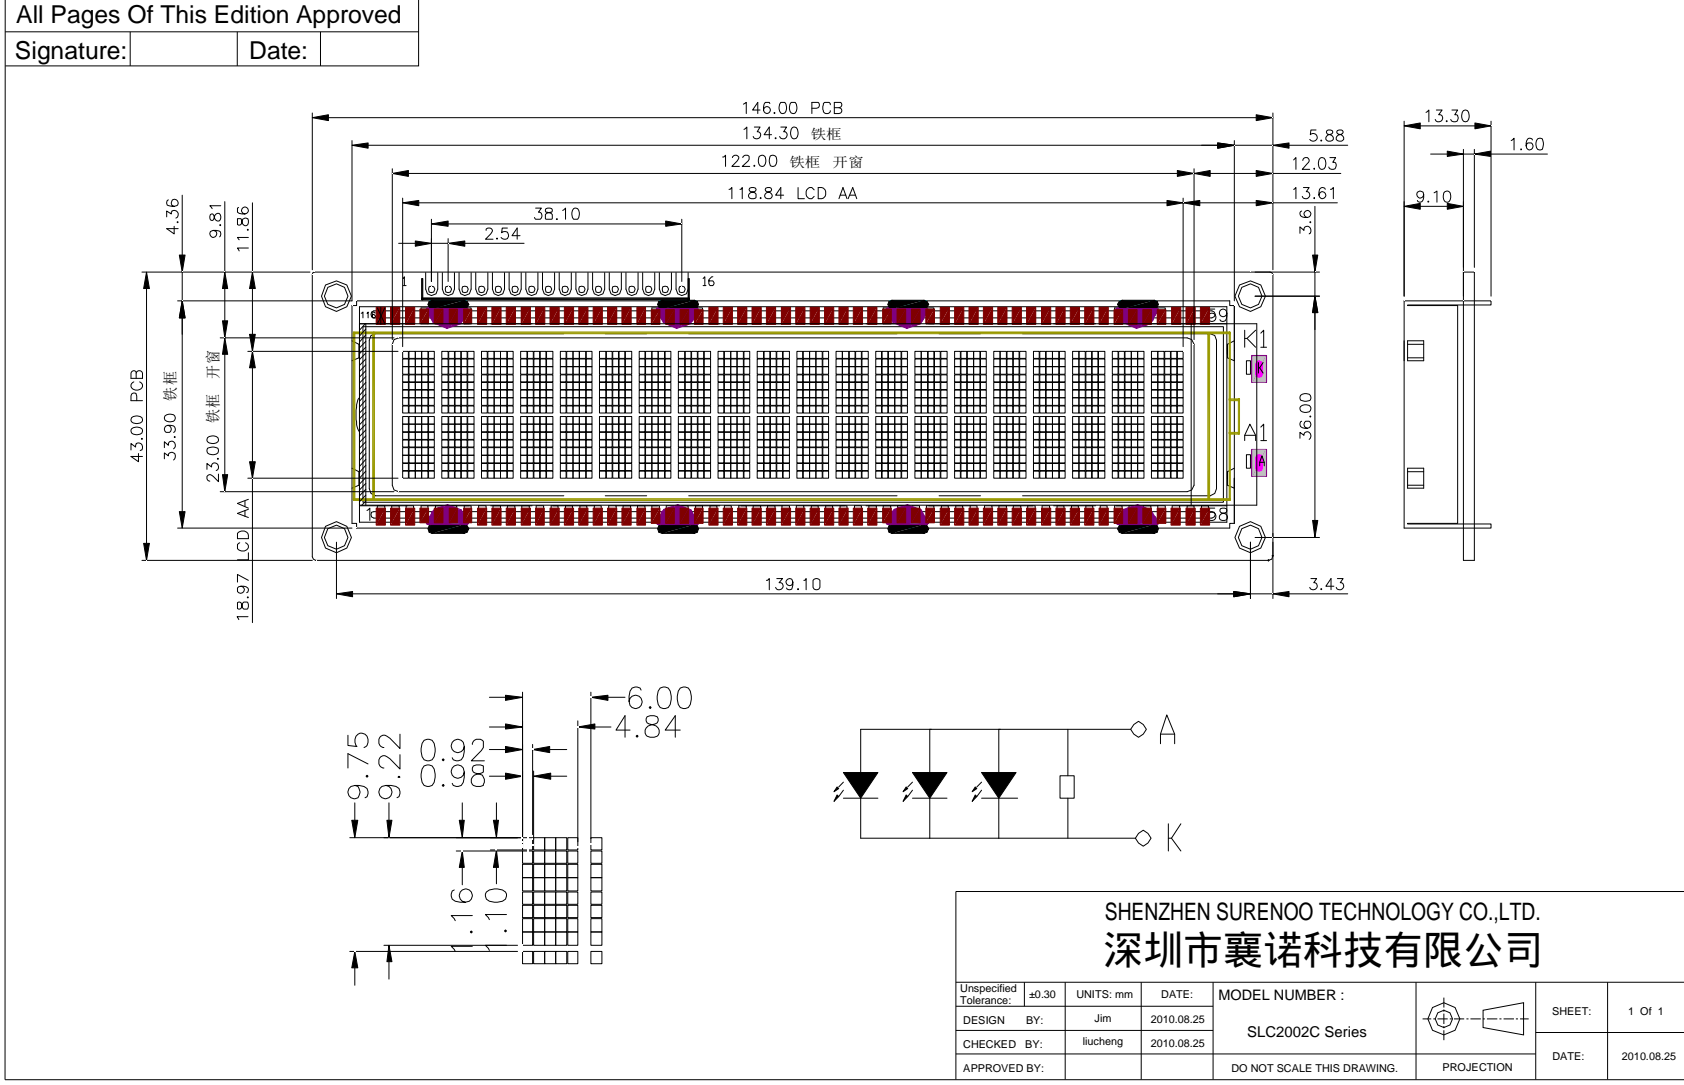 All Pages Of This Edition Approved
Signature: Date:
146.00 PCB
134.30 铁框
5.88
122.00 铁框 开窗
12.03
118.84 LCD AA
13.61
38.10
2.54
13.30
1.60
9.10
4.36
9.81
11.86
3.6
1
16
59
K1
K
A1
A
36.00
43.00 PCB
33.90 铁框
23.00 铁框 开窗
18.97 LCD AA
1
58
139.10
3.43
6.00
4.84
0.92
0.98
9.75
9.22
1.16
1.10
A
K
SHENZHEN SURENOO TECHNOLOGY CO.,LTD.
深圳市襄诺科技有限公司
Unspecified Tolerance: ±0.30 UNITS: mm DATE: MODEL NUMBER :
DESIGN BY: Jim 2010.08.25 SLC2002C Series SHEET: 1 Of 1
CHECKED BY: liucheng 2010.08.25
APPROVED BY: DO NOT SCALE THIS DRAWING. PROJECTION DATE: 2010.08.25